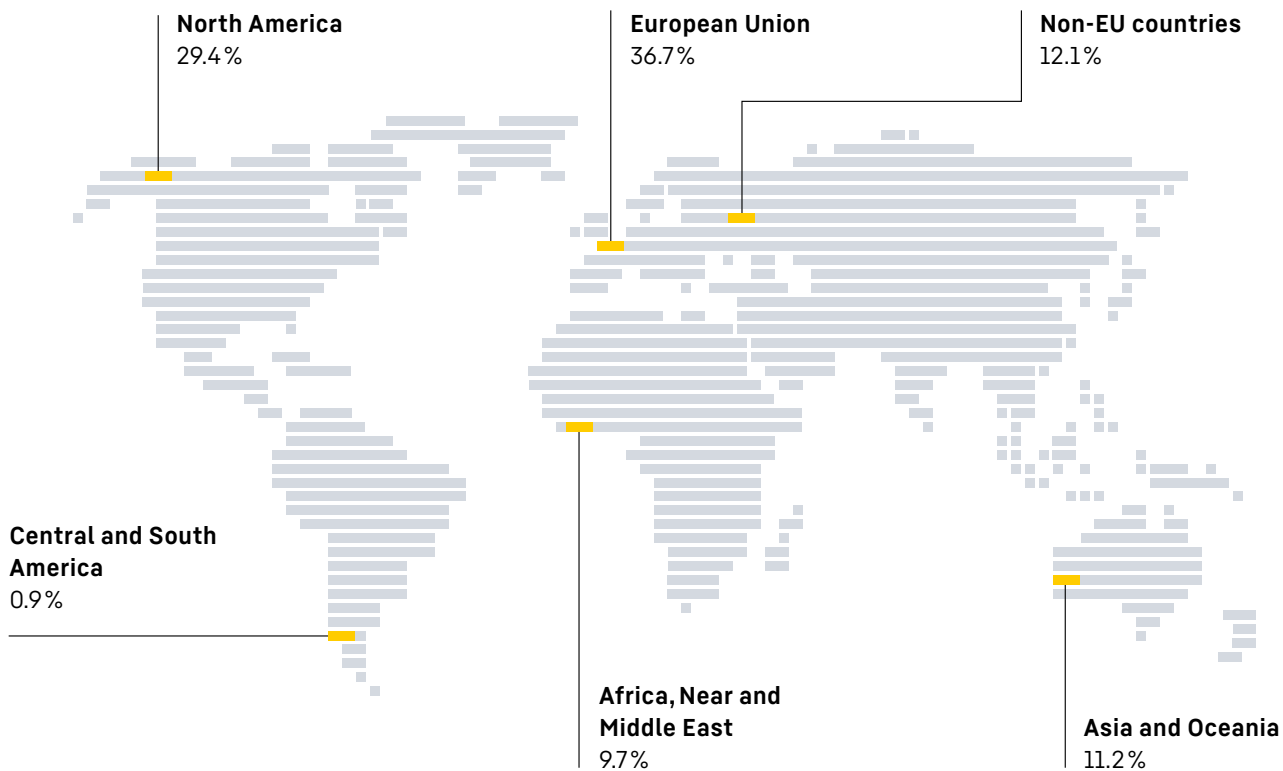 North America
29.4 %
European Union
36.7 %
Non-EU countries
12.1 %
Central and South
America
0.9 %
Africa, Near and
Middle East
9.7 %
Asia and Oceania
11.2 %